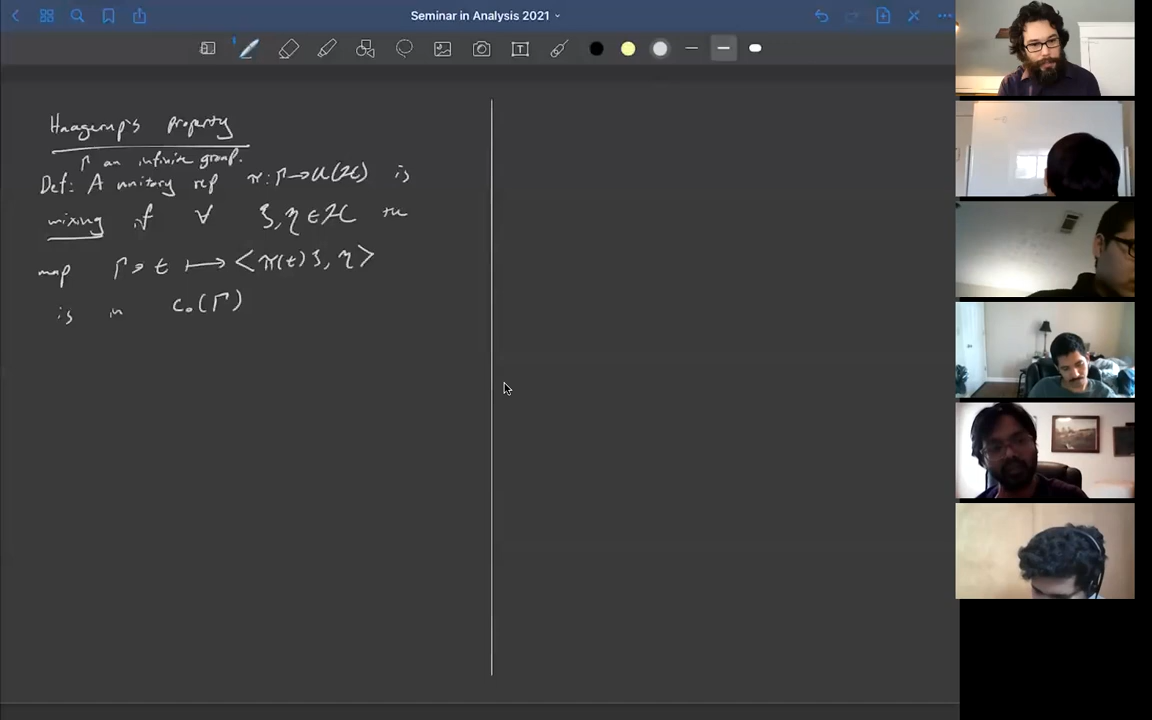 Seminar in Analysis 2021
Haagerup's property
Γ an infinite group.
Def: A unitary rep π: Γ→U(ℋ) is
mixing if ∀ ξ, η ∈ ℋ the
map Γ ∋ t ⟼ <π(t)ξ, η>
is in c₀(Γ)